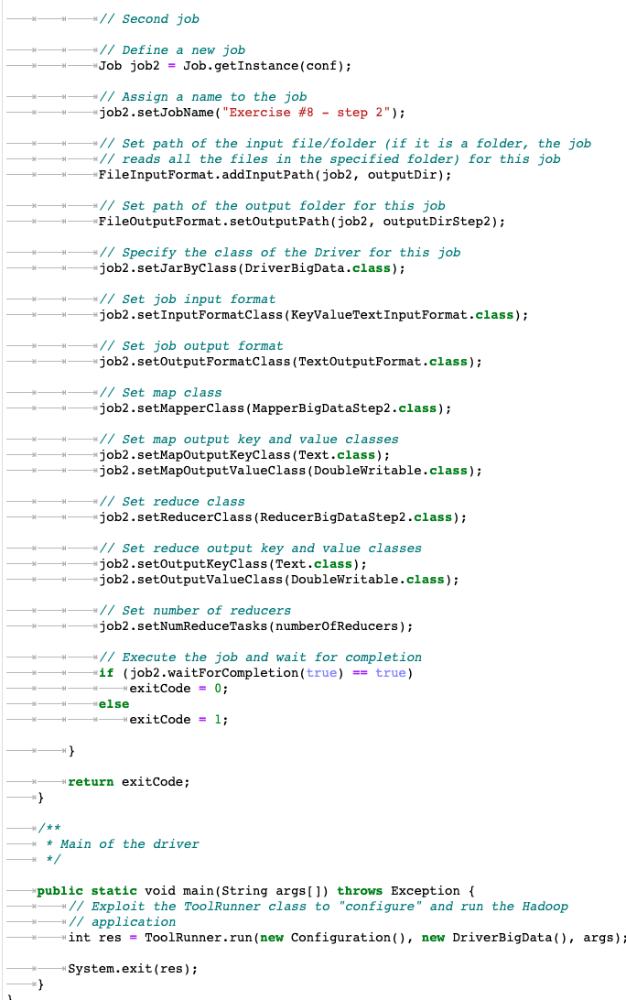 // Second job
// Define a new job
Job job2 = Job.getInstance(conf);
// Assign a name to the job
job2.setJobName("Exercise #8 - step 2");
// Set path of the input file/folder (if it is a folder, the job
// reads all the files in the specified folder) for this job
FileInputFormat.addInputPath(job2, outputDir);
// Set path of the output folder for this job
FileOutputFormat.setOutputPath(job2, outputDirStep2);
// Specify the class of the Driver for this job
job2.setJarByClass(DriverBigData.class);
// Set job input format
job2.setInputFormatClass(KeyValueTextInputFormat.class);
// Set job output format
job2.setOutputFormatClass(TextOutputFormat.class);
// Set map class
job2.setMapperClass(MapperBigDataStep2.class);
// Set map output key and value classes
job2.setMapOutputKeyClass(Text.class);
job2.setMapOutputValueClass(DoubleWritable.class);
// Set reduce class
job2.setReducerClass(ReducerBigDataStep2.class);
// Set reduce output key and value classes
job2.setOutputKeyClass(Text.class);
job2.setOutputValueClass(DoubleWritable.class);
// Set number of reducers
job2.setNumReduceTasks(numberOfReducers);
// Execute the job and wait for completion
if (job2.waitForCompletion(true) == true)
exitCode = 0;
else
exitCode = 1;
}
return exitCode;
}
/**
* Main of the driver
*/
public static void main(String args[]) throws Exception {
// Exploit the ToolRunner class to "configure" and run the Hadoop
// application
int res = ToolRunner.run(new Configuration(), new DriverBigData(), args);
System.exit(res);
}
}